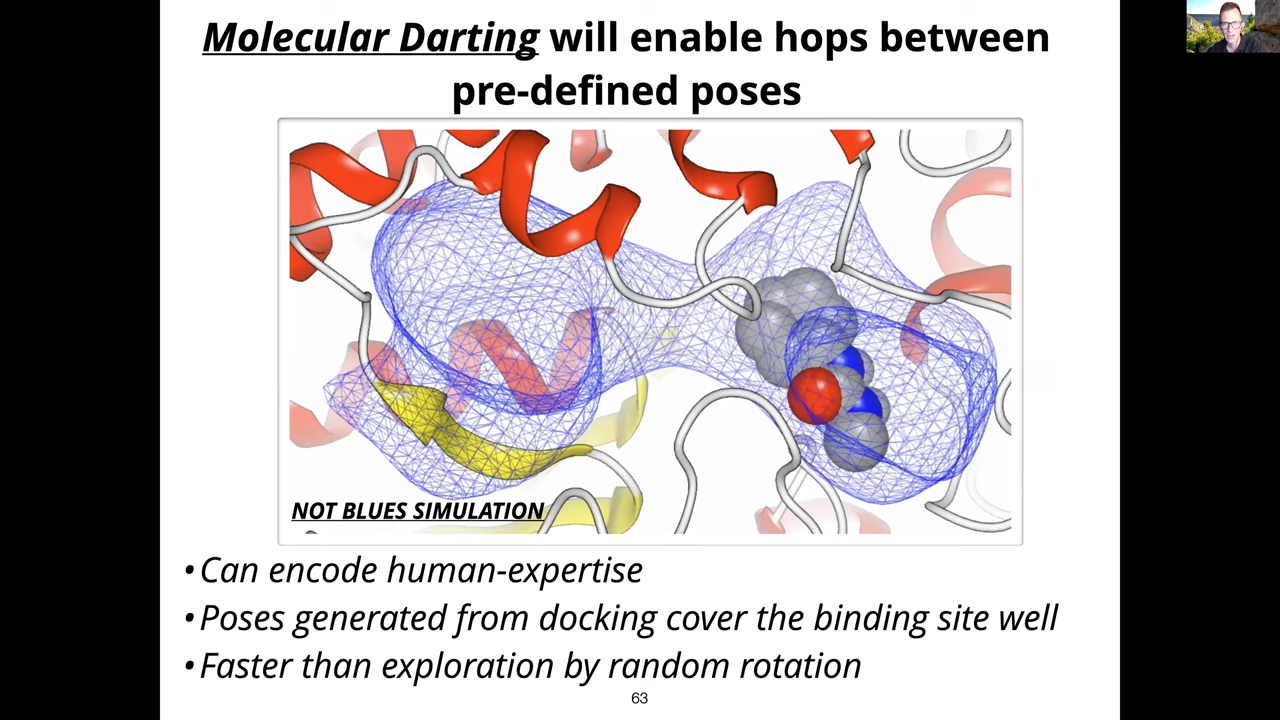 Molecular Darting will enable hops between
pre-defined poses
NOT BLUES SIMULATION
•Can encode human-expertise
•Poses generated from docking cover the binding site well
•Faster than exploration by random rotation
63